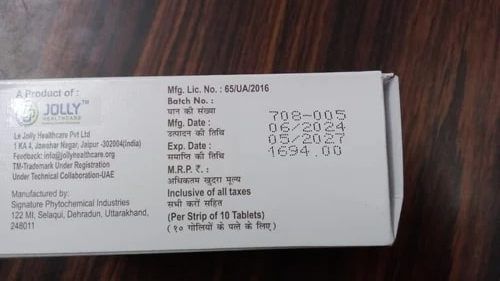 A Product of :
JOLLY™
HEALTHCARE
Le Jolly Healthcare Pvt Ltd
1 KA 4, Jawahar Nagar, Jaipur -302004(India)
Feedback: info@jollyhealthcare.org
TM-Trademark Under Registration
Under Technical Collaboration-UAE
Manufactured by:
Signature Phytochemical Industries
122 MI, Selaqui, Dehradun, Uttarakhand,
248011
Mfg. Lic. No. : 65/UA/2016
Batch No. :
घान की संख्या 708-005
Mfg. Date : 06/2024
उत्पादन की तिथि
Exp. Date : 05/2027
समाप्ति की तिथि 1694.00
M.R.P. ₹. :
अधिकतम खुदरा मूल्य
Inclusive of all taxes
सभी करों सहित
(Per Strip of 10 Tablets)
(१० गोलियों के पत्ते के लिए)